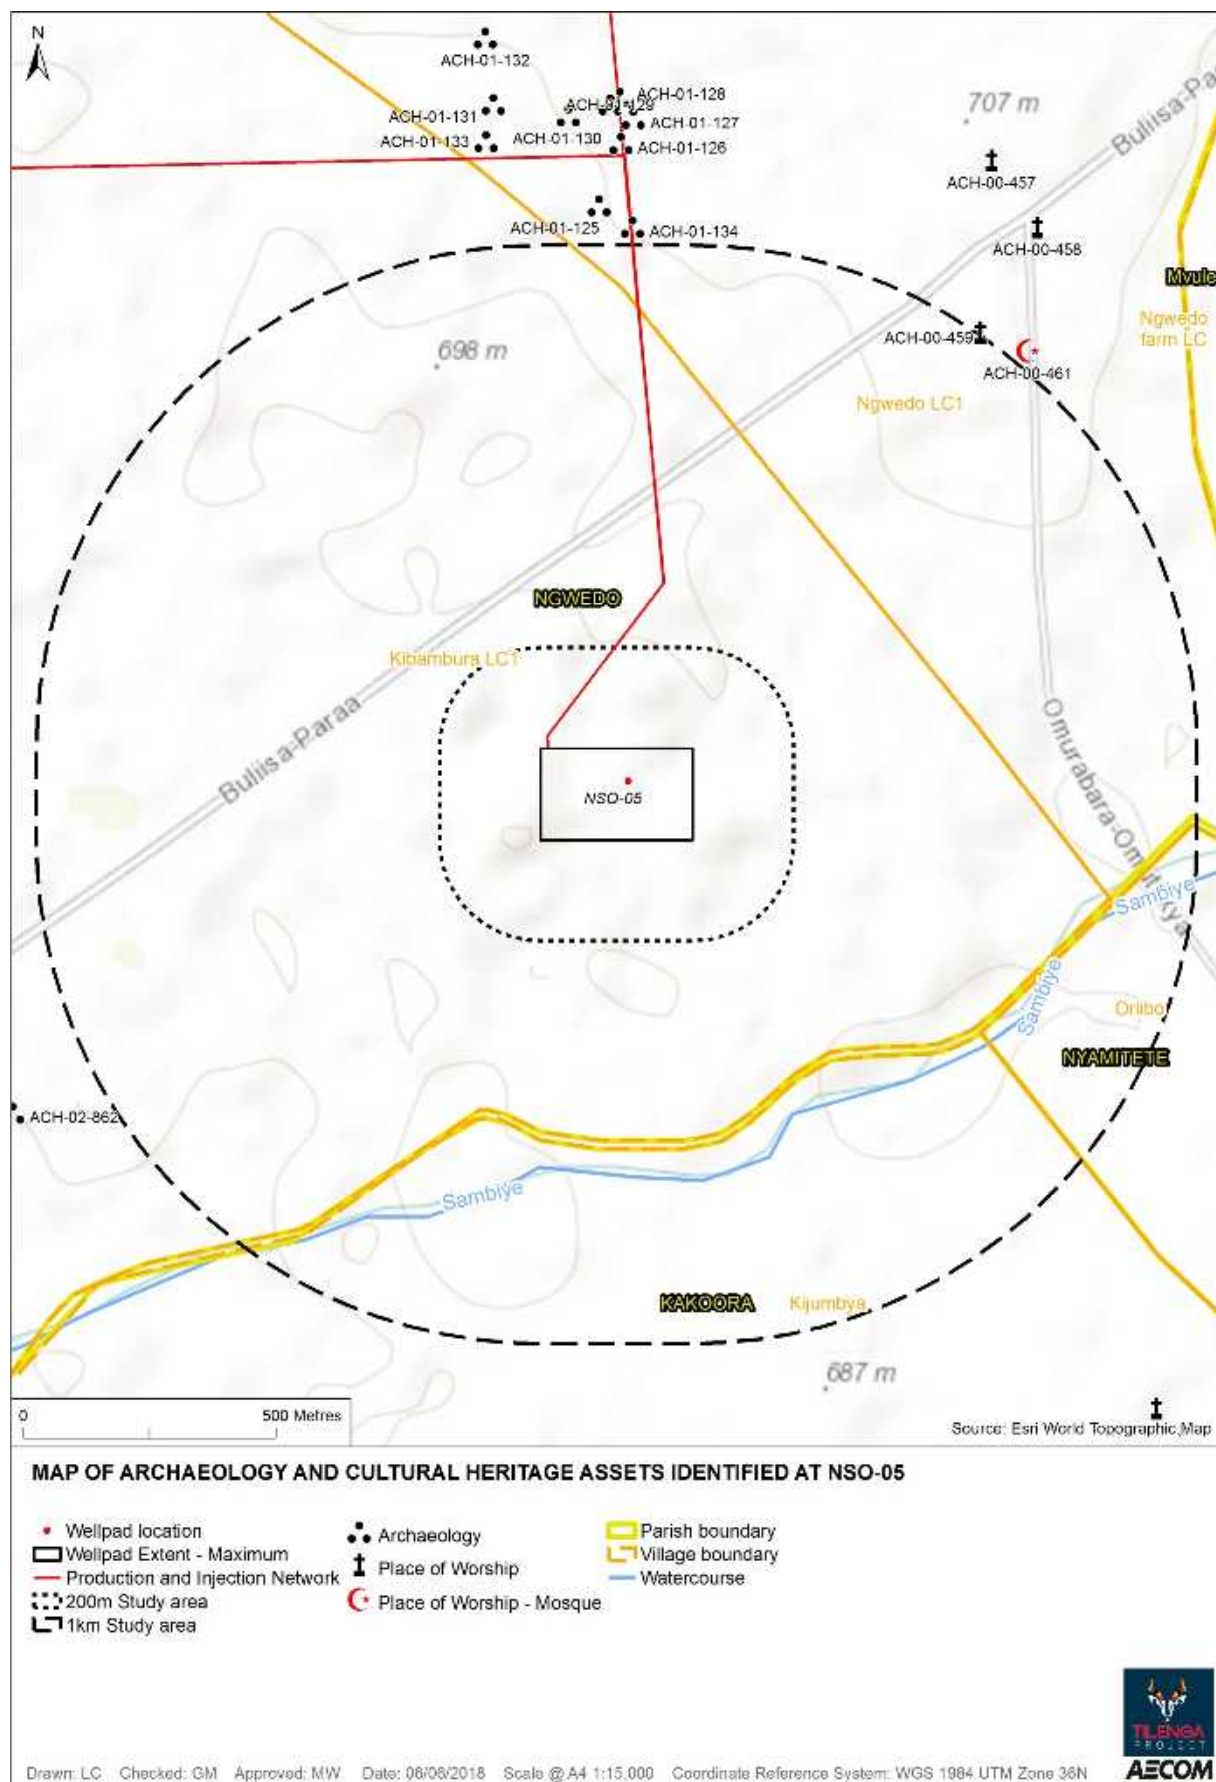 N
ACH-01-132
ACH-01-128
ACH-01-129
ACH-01-131
ACH-01-127
ACH-01-133
ACH-01-130
ACH-01-126
707 m
Buliisa-Par
ACH-00-457
ACH-01-125
ACH-01-134
ACH-00-458
Mvule
Ngwedo
farm LC
ACH-00-459
698 m
ACH-00-461
Ngwedo LC1
NGWEDO
Kibambura LC1
Buliisa-Paraa
NSO-05
Sambiye
Sambiye
Oriibo
NYAMITETE
ACH-02-862
Sambiye
KAKOORA
Kijumbya
687 m
0
500 Metres
Source: Esri World Topographic Map
MAP OF ARCHAEOLOGY AND CULTURAL HERITAGE ASSETS IDENTIFIED AT NSO-05
Wellpad location
Wellpad Extent - Maximum
Production and Injection Network
200m Study area
1km Study area
Archaeology
Place of Worship
Place of Worship - Mosque
Parish boundary
Village boundary
Watercourse
TILENGA
PROJECT
AECOM
Drawn: LC Checked: GM Approved: MW Date: 06/06/2018 Scale @ A4 1:15,000 Coordinate Reference System: WGS 1984 UTM Zone 36N